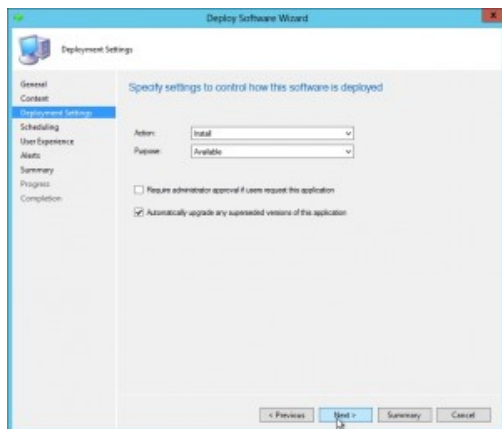 Deploy Software Wizard
Deployment Settings
General
Content
Deployment Settings
Scheduling
User Experience
Alerts
Summary
Progress
Completion
Specify settings to control how this software is deployed
Action: Install
Purpose: Available
Require administrator approval if users request this application
Automatically upgrade any superseded versions of this application
< Previous Next > Summary Cancel